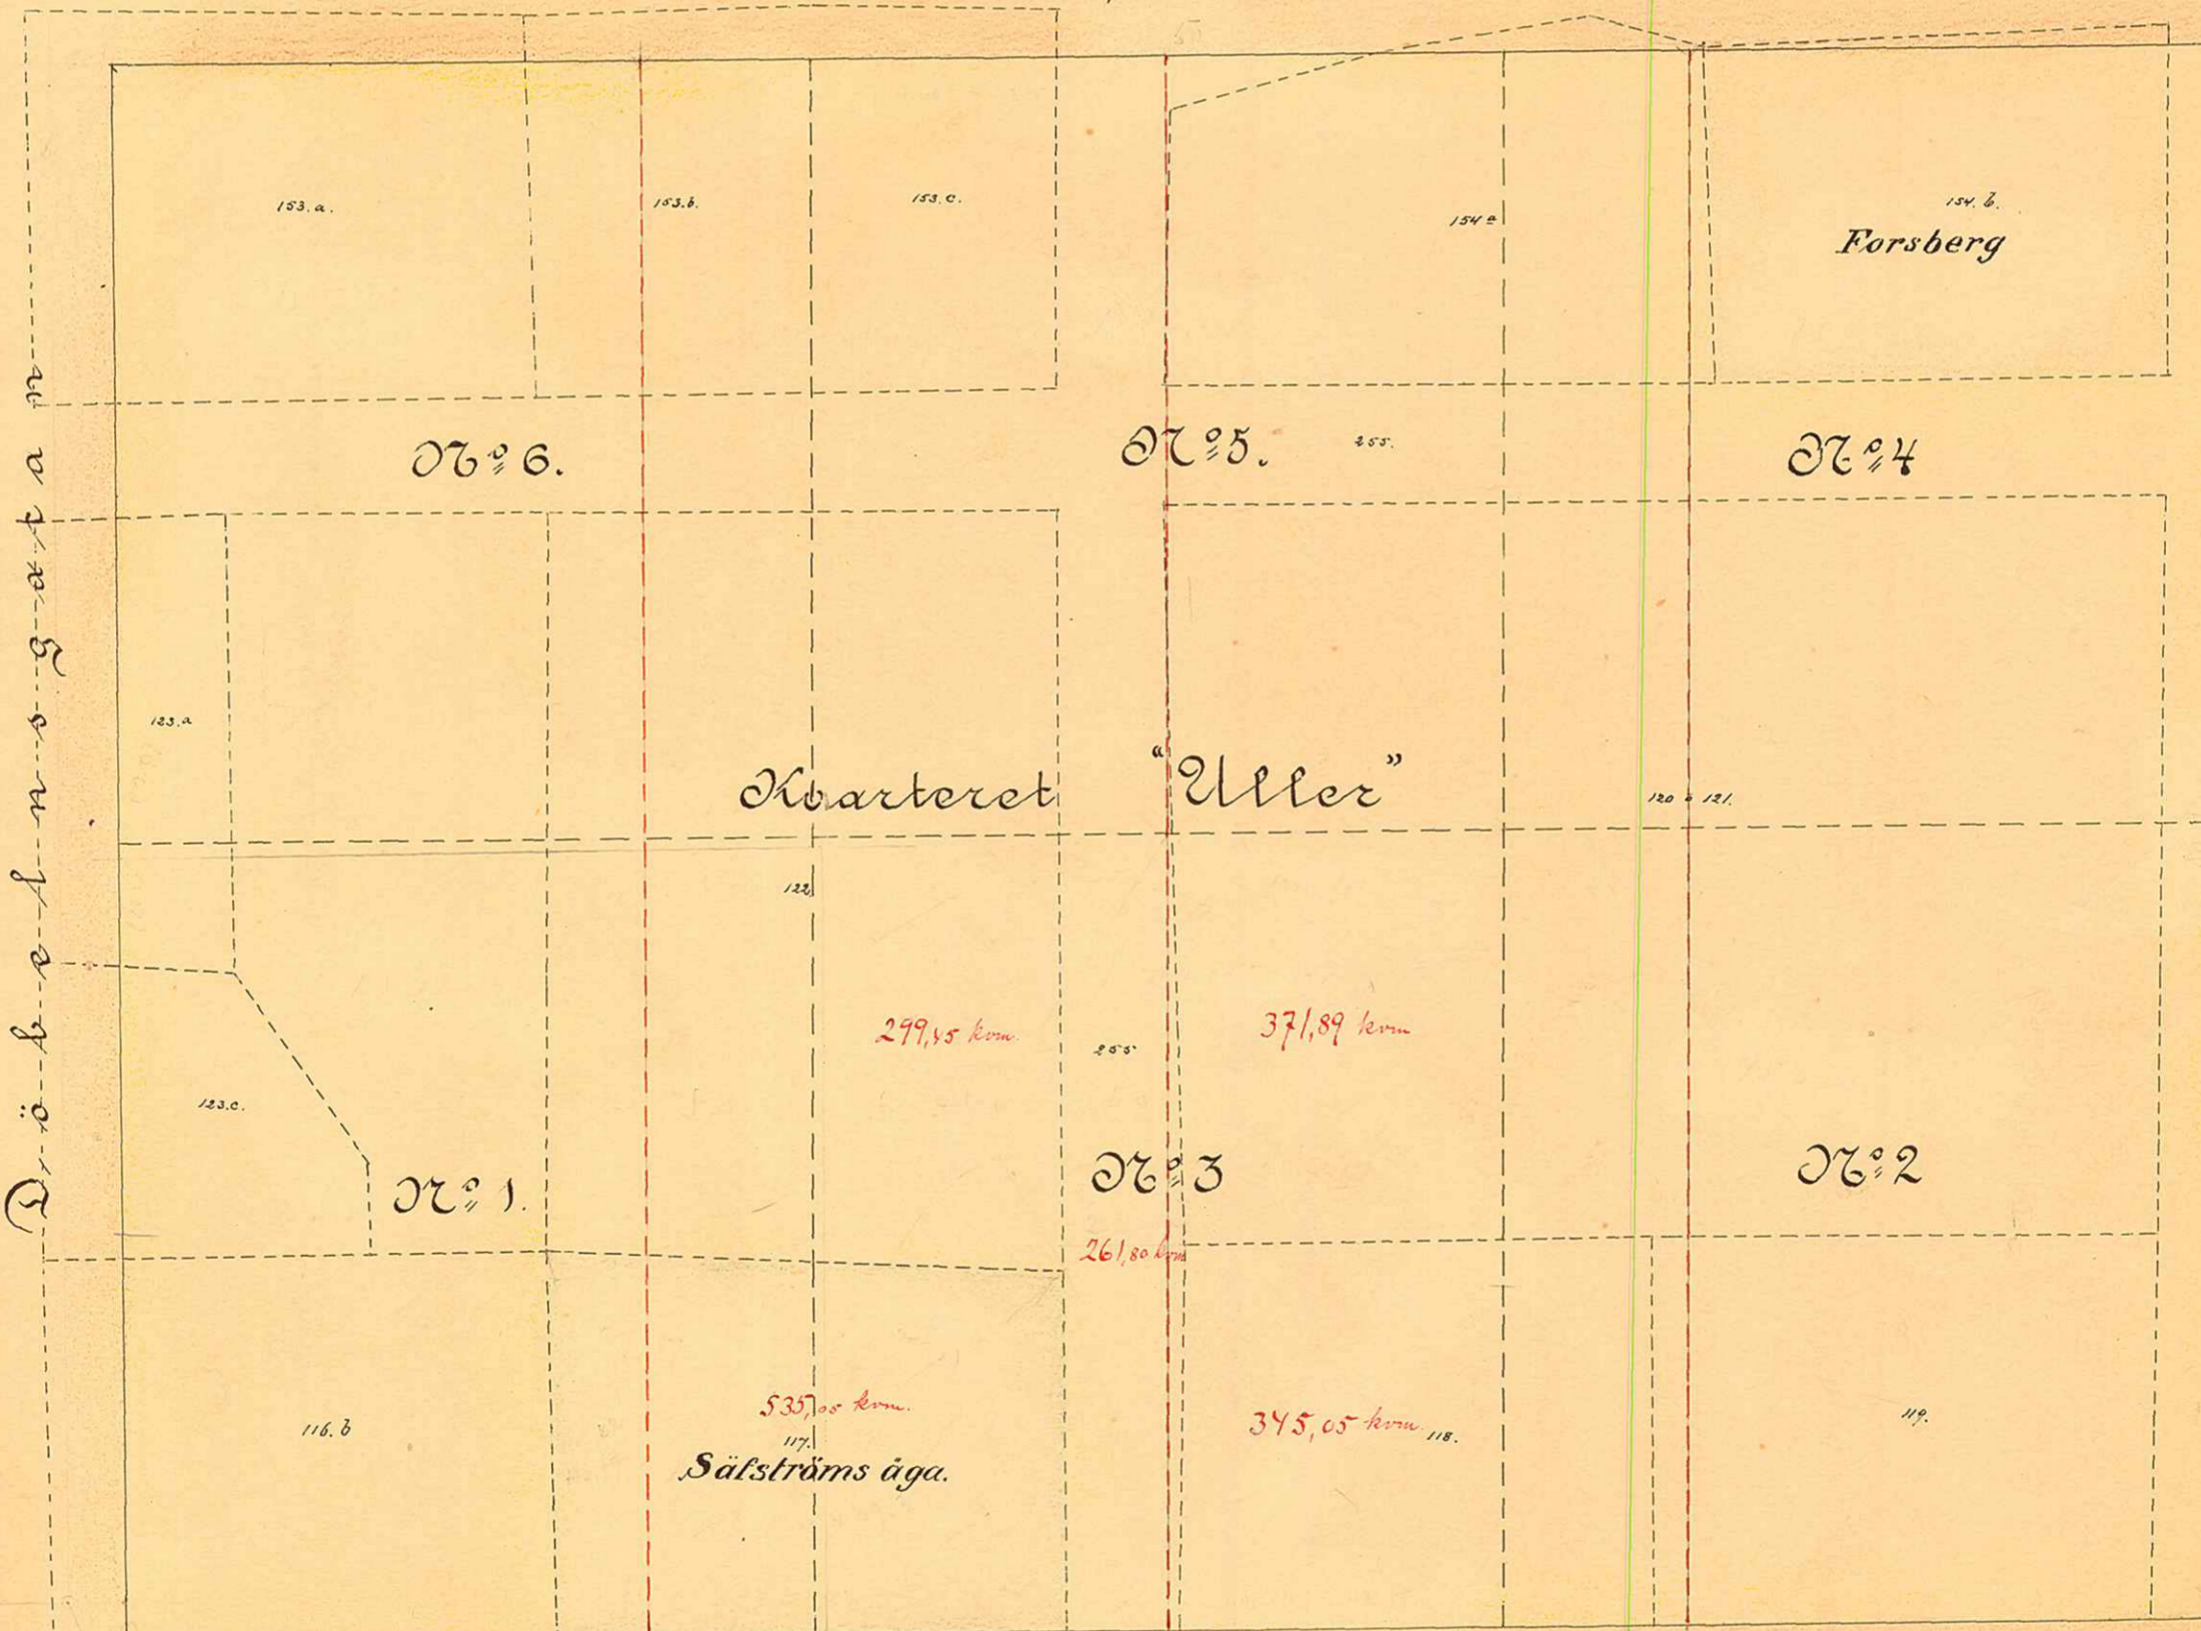 Döbelnsgatan
153.a.
153.b.
153.c.
154 a
154. b.
Forsberg
№ 6.
№ 5.
255.
№ 4
123.a
Kvarteret "Uller"
120 o 121.
122
299,45 kvm.
255
371,89 kvm
123.c.
№ 1.
№ 3
№ 2
261,80 kvm
116.b
535,05 kvm.
117.
Säfströms äga.
345,05 kvm.
118.
119.